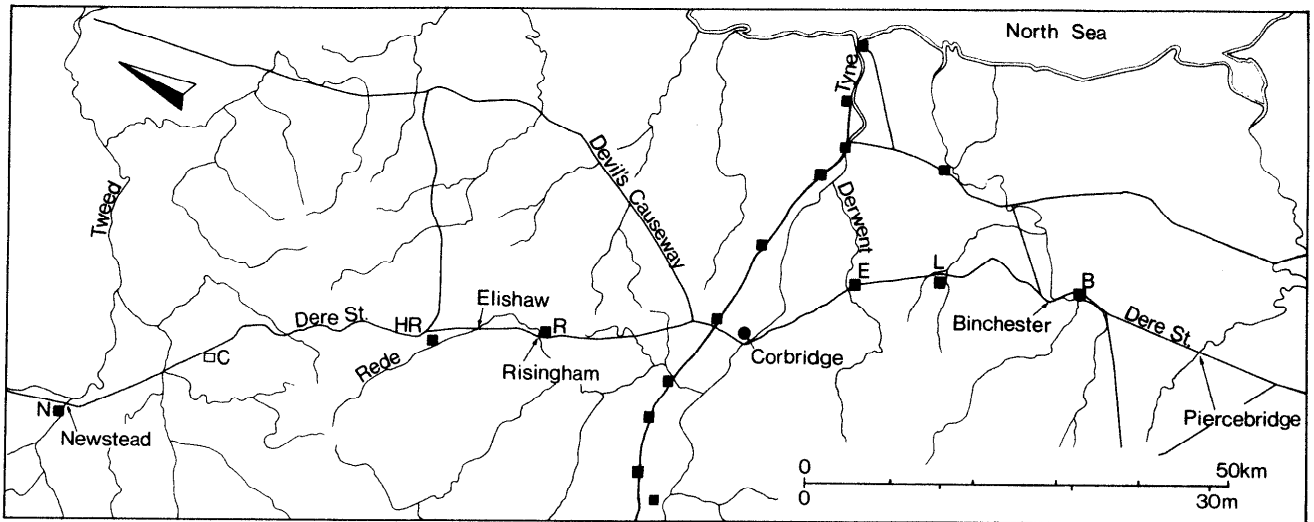 North Sea
Tyne
Tweed
Devil's Causeway
Derwent
E
L
B
Elishaw
Dere St.
HR
R
Binchester
Dere St.
C
Rede
Risingham
Corbridge
N
Newstead
Piercebridge
0 50km
0 30m